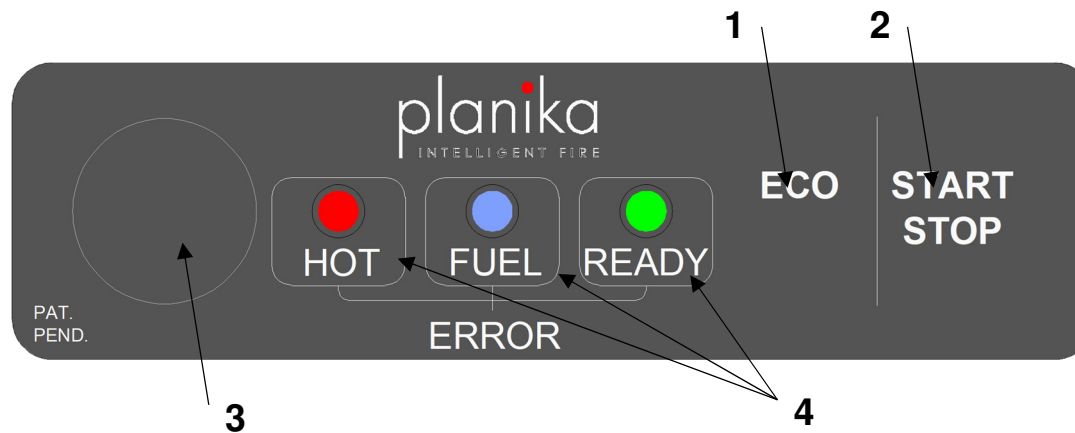 1
2
planika
INTELLIGENT FIRE
ECO
START
STOP
HOT
FUEL
READY
PAT.
PEND.
ERROR
3
4